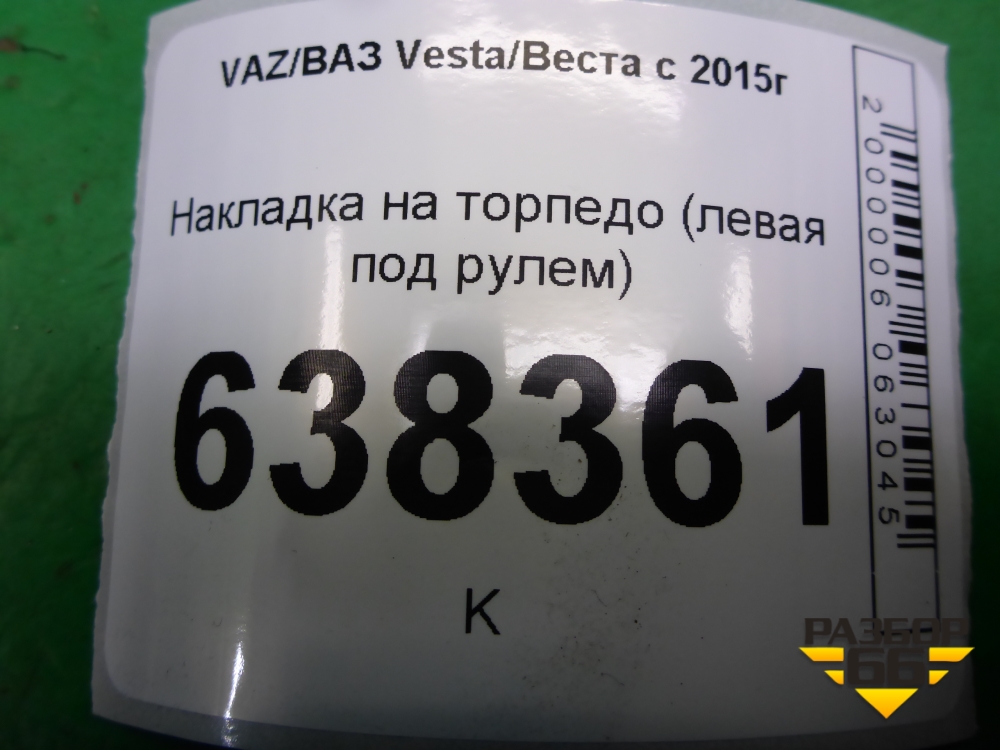 VAZ/ВАЗ Vesta/Веста с 2015г
Накладка на торпедо (левая
под рулем)
638361
К
2000006063045
РАЗБОР
66